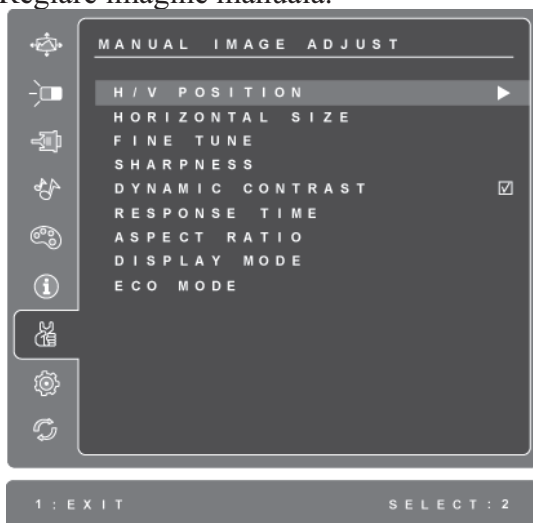 Reglare imagine manuală.
MANUAL IMAGE ADJUST
H/V POSITION
HORIZONTAL SIZE
FINE TUNE
SHARPNESS
DYNAMIC CONTRAST
RESPONSE TIME
ASPECT RATIO
DISPLAY MODE
ECO MODE
1:EXIT SELECT:2